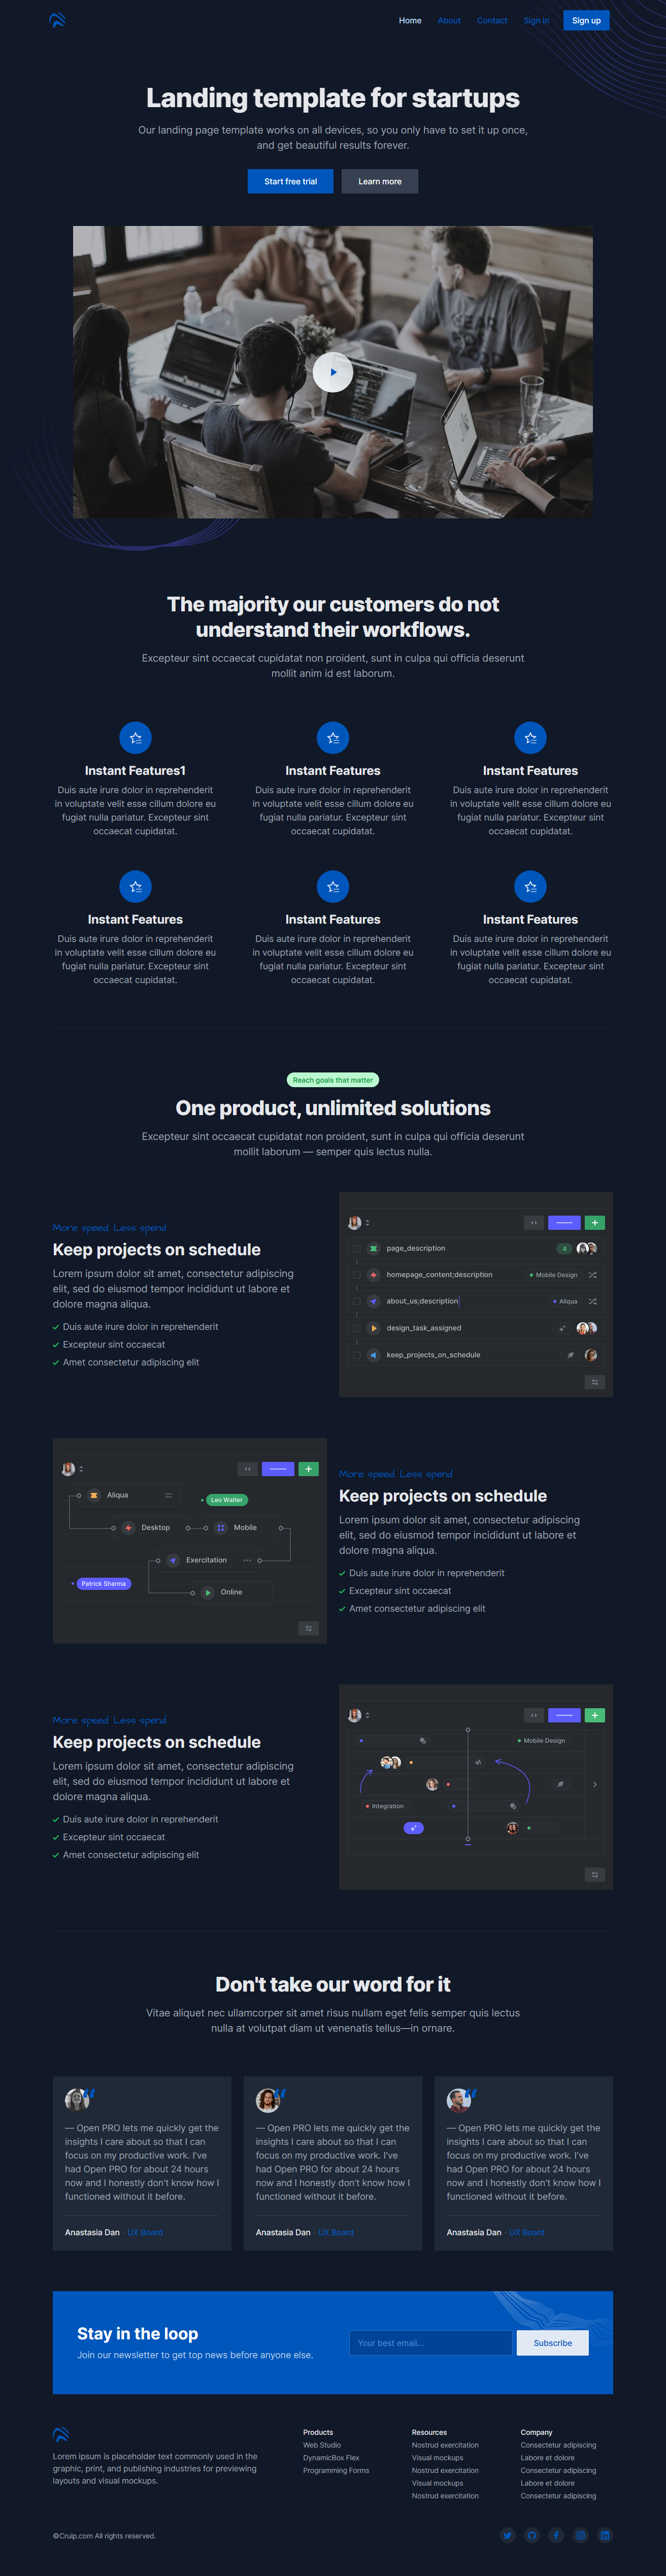 Home About Contact Sign in Sign up
Landing template for startups
Our landing page template works on all devices, so you only have to set it up once,
and get beautiful results forever.
Start free trial Learn more
The majority our customers do not
understand their workflows.
Excepteur sint occaecat cupidatat non proident, sunt in culpa qui officia deserunt
mollit anim id est laborum.
Instant Features1
Duis aute irure dolor in reprehenderit
in voluptate velit esse cillum dolore eu
fugiat nulla pariatur. Excepteur sint
occaecat cupidatat.
Instant Features
Duis aute irure dolor in reprehenderit
in voluptate velit esse cillum dolore eu
fugiat nulla pariatur. Excepteur sint
occaecat cupidatat.
Instant Features
Duis aute irure dolor in reprehenderit
in voluptate velit esse cillum dolore eu
fugiat nulla pariatur. Excepteur sint
occaecat cupidatat.
Instant Features
Duis aute irure dolor in reprehenderit
in voluptate velit esse cillum dolore eu
fugiat nulla pariatur. Excepteur sint
occaecat cupidatat.
Instant Features
Duis aute irure dolor in reprehenderit
in voluptate velit esse cillum dolore eu
fugiat nulla pariatur. Excepteur sint
occaecat cupidatat.
Instant Features
Duis aute irure dolor in reprehenderit
in voluptate velit esse cillum dolore eu
fugiat nulla pariatur. Excepteur sint
occaecat cupidatat.
Reach goals that matter
One product, unlimited solutions
Excepteur sint occaecat cupidatat non proident, sunt in culpa qui officia deserunt
mollit laborum — semper quis lectus nulla.
More speed. Less spend
Keep projects on schedule
Lorem ipsum dolor sit amet, consectetur adipiscing
elit, sed do eiusmod tempor incididunt ut labore et
dolore magna aliqua.
Duis aute irure dolor in reprehenderit
Excepteur sint occaecat
Amet consectetur adipiscing elit
page_description 4
homepage_content;description Mobile Design
about_us;description Aliqua
design_task_assigned
keep_projects_on_schedule
Aliqua
Leo Walter
Desktop Mobile
Exercitation
Patrick Sharma
Online
More speed. Less spend
Keep projects on schedule
Lorem ipsum dolor sit amet, consectetur adipiscing
elit, sed do eiusmod tempor incididunt ut labore et
dolore magna aliqua.
Duis aute irure dolor in reprehenderit
Excepteur sint occaecat
Amet consectetur adipiscing elit
More speed. Less spend
Keep projects on schedule
Lorem ipsum dolor sit amet, consectetur adipiscing
elit, sed do eiusmod tempor incididunt ut labore et
dolore magna aliqua.
Duis aute irure dolor in reprehenderit
Excepteur sint occaecat
Amet consectetur adipiscing elit
Mobile Design
Integration
Don't take our word for it
Vitae aliquet nec ullamcorper sit amet risus nullam eget felis semper quis lectus
nulla at volutpat diam ut venenatis tellus—in ornare.
— Open PRO lets me quickly get the
insights I care about so that I can
focus on my productive work. I've
had Open PRO for about 24 hours
now and I honestly don't know how I
functioned without it before.
Anastasia Dan - UX Board
— Open PRO lets me quickly get the
insights I care about so that I can
focus on my productive work. I've
had Open PRO for about 24 hours
now and I honestly don't know how I
functioned without it before.
Anastasia Dan - UX Board
— Open PRO lets me quickly get the
insights I care about so that I can
focus on my productive work. I've
had Open PRO for about 24 hours
now and I honestly don't know how I
functioned without it before.
Anastasia Dan - UX Board
Stay in the loop
Join our newsletter to get top news before anyone else.
Your best email… Subscribe
Lorem ipsum is placeholder text commonly used in the
graphic, print, and publishing industries for previewing
layouts and visual mockups.
Products
Web Studio
DynamicBox Flex
Programming Forms
Resources
Nostrud exercitation
Visual mockups
Nostrud exercitation
Visual mockups
Nostrud exercitation
Company
Consectetur adipiscing
Labore et dolore
Consectetur adipiscing
Labore et dolore
Consectetur adipiscing
©Cruip.com All rights reserved.